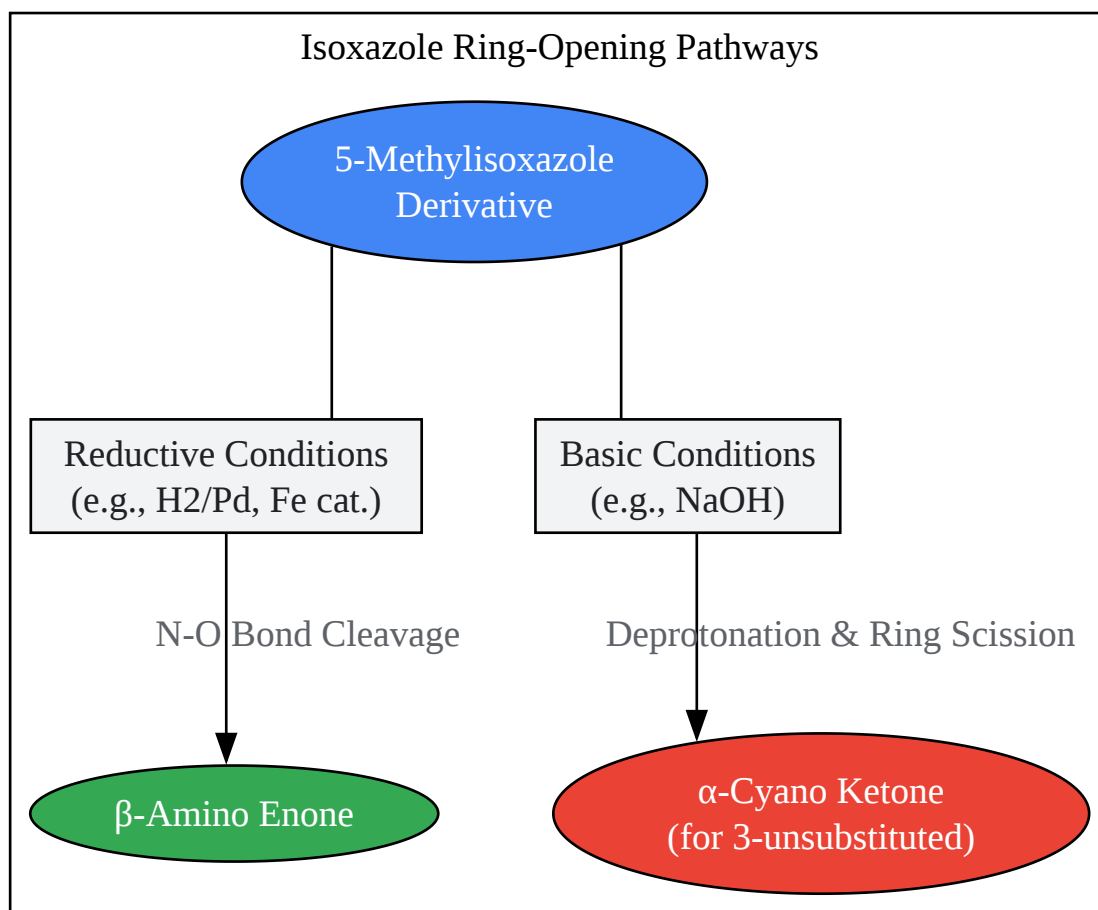 Isoxazole Ring-Opening Pathways
5-Methylisoxazole
Derivative
Reductive Conditions
(e.g., H2/Pd, Fe cat.)
Basic Conditions
(e.g., NaOH)
N-O Bond Cleavage
Deprotonation & Ring Scission
β-Amino Enone
α-Cyano Ketone
(for 3-unsubstituted)